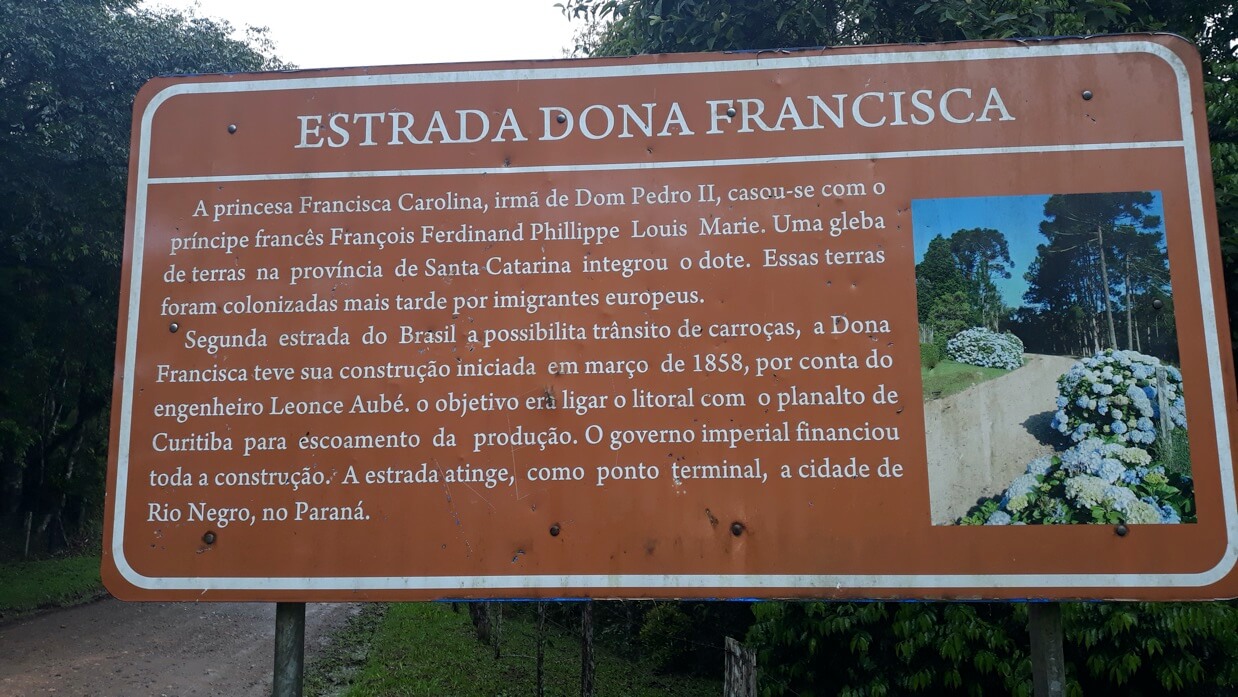 ESTRADA DONA FRANCISCA
A princesa Francisca Carolina, irmã de Dom Pedro II, casou-se com o
príncipe francês François Ferdinand Phillippe Louis Marie. Uma gleba
de terras na província de Santa Catarina integrou o dote. Essas terras
foram colonizadas mais tarde por imigrantes europeus.
Segunda estrada do Brasil a possibilita trânsito de carroças, a Dona
Francisca teve sua construção iniciada em março de 1858, por conta do
engenheiro Leonce Aubé. o objetivo era ligar o litoral com o planalto de
Curitiba para escoamento da produção. O governo imperial financiou
toda a construção. A estrada atinge, como ponto terminal, a cidade de
Rio Negro, no Paraná.